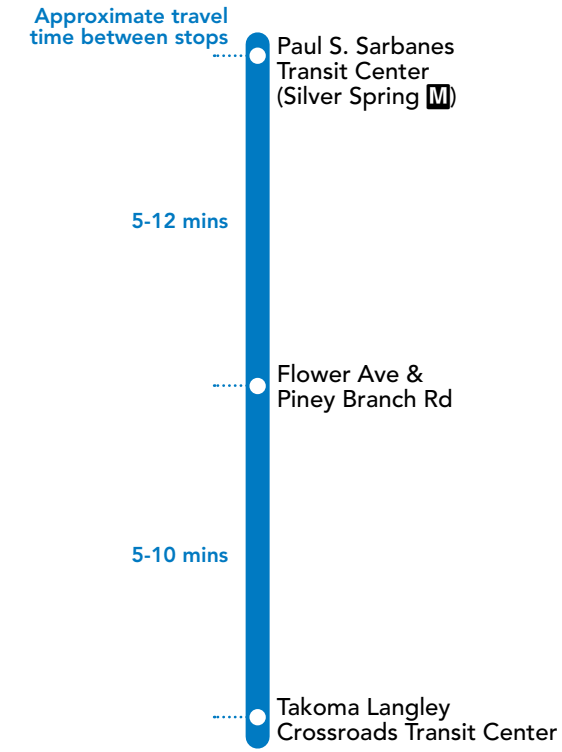 Approximate travel
time between stops
Paul S. Sarbanes
Transit Center
(Silver Spring M)
5-12 mins
Flower Ave &
Piney Branch Rd
5-10 mins
Takoma Langley
Crossroads Transit Center